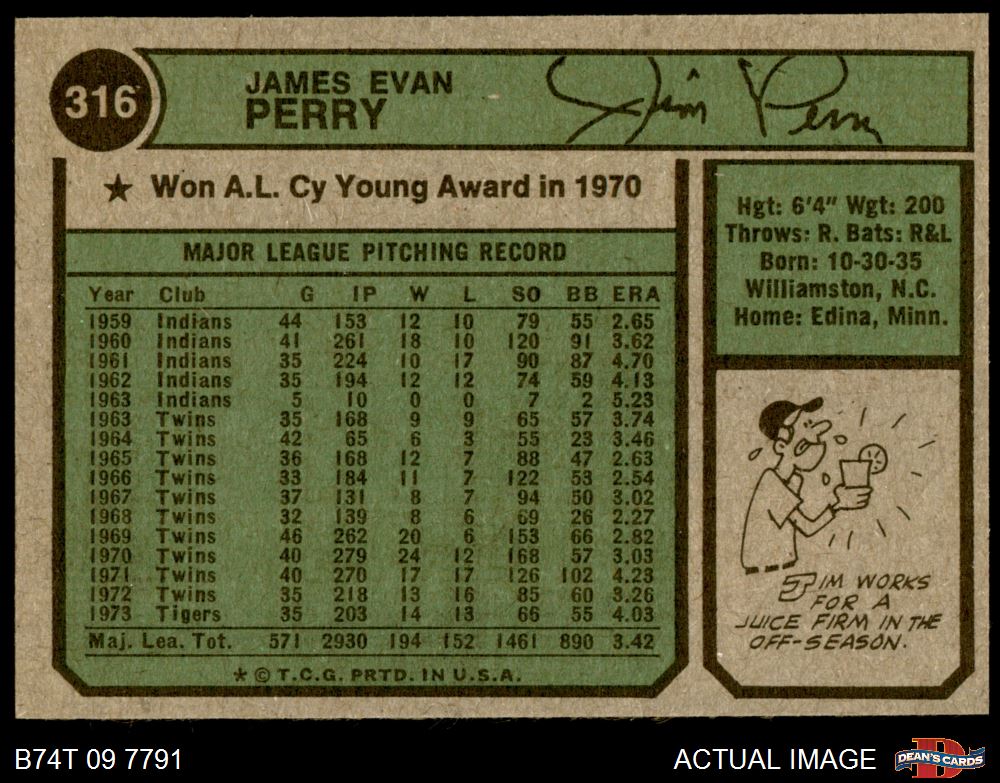 316
JAMES EVAN
PERRY
Jim Perry
★ Won A.L. Cy Young Award in 1970
MAJOR LEAGUE PITCHING RECORD
Year Club G IP W L SO BB ERA
1959 Indians 44 153 12 10 79 55 2.65
1960 Indians 41 261 18 10 120 91 3.62
1961 Indians 35 224 10 17 90 87 4.70
1962 Indians 35 194 12 12 74 59 4.13
1963 Indians 5 10 0 0 7 2 5.23
1963 Twins 35 168 9 9 65 57 3.74
1964 Twins 42 65 6 3 55 23 3.46
1965 Twins 36 168 12 7 88 47 2.63
1966 Twins 33 184 11 7 122 53 2.54
1967 Twins 37 131 8 7 94 50 3.02
1968 Twins 32 139 8 6 69 26 2.27
1969 Twins 46 262 20 6 153 66 2.82
1970 Twins 40 279 24 12 168 57 3.03
1971 Twins 40 270 17 17 126 102 4.23
1972 Twins 35 218 13 16 85 60 3.26
1973 Tigers 35 203 14 13 66 55 4.03
Maj. Lea. Tot. 571 2930 194 152 1461 890 3.42
* © T.C.G. PRTD. IN U.S.A.
Hgt: 6'4" Wgt: 200
Throws: R. Bats: R&L
Born: 10-30-35
Williamston, N.C.
Home: Edina, Minn.
JIM WORKS
FOR A
JUICE FIRM IN THE
OFF-SEASON.
B74T 09 7791
ACTUAL IMAGE
DEAN'S CARDS